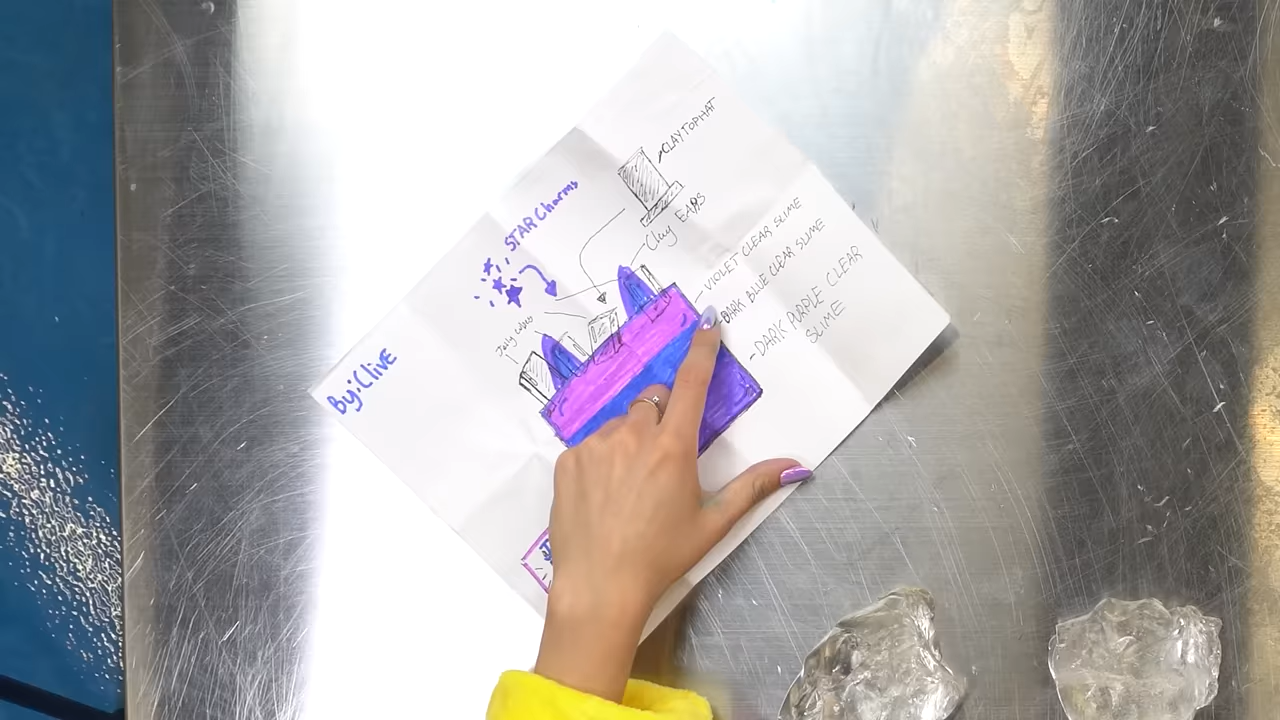 CLAY TOPHAT
STAR Charms
Clay EARS
- VIOLET CLEAR SLIME
- DARK BLUE CLEAR SLIME
- DARK PURPLE CLEAR
SLIME
Jelly cubes
By: Clive